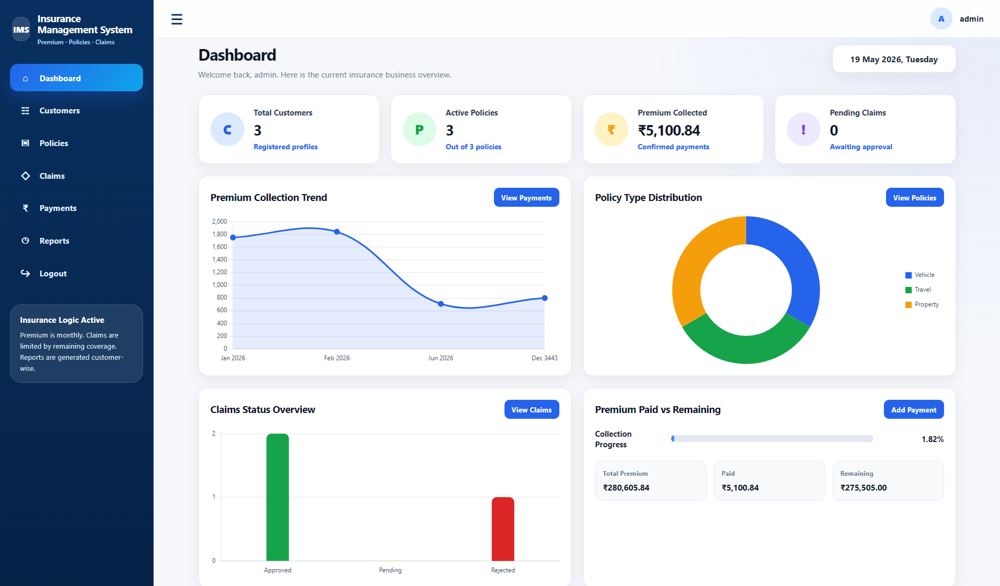 IMS
Insurance
Management System
Premium · Policies · Claims
⌂ Dashboard
Customers
Policies
Claims
₹ Payments
Reports
Logout
Insurance Logic Active
Premium is monthly. Claims are
limited by remaining coverage.
Reports are generated customer-
wise.
A admin
Dashboard
Welcome back, admin. Here is the current insurance business overview.
19 May 2026, Tuesday
C
Total Customers
3
Registered profiles
P
Active Policies
3
Out of 3 policies
₹
Premium Collected
₹5,100.84
Confirmed payments
!
Pending Claims
0
Awaiting approval
Premium Collection Trend
View Payments
2,000
1,800
1,600
1,400
1,200
1,000
800
600
400
200
0
Jan 2026 Feb 2026 Jun 2026 Dec 3443
Policy Type Distribution
View Policies
Vehicle
Travel
Property
Claims Status Overview
View Claims
2
1
0
Approved Pending Rejected
Premium Paid vs Remaining
Add Payment
Collection
Progress
1.82%
Total Premium
₹280,605.84
Paid
₹5,100.84
Remaining
₹275,505.00